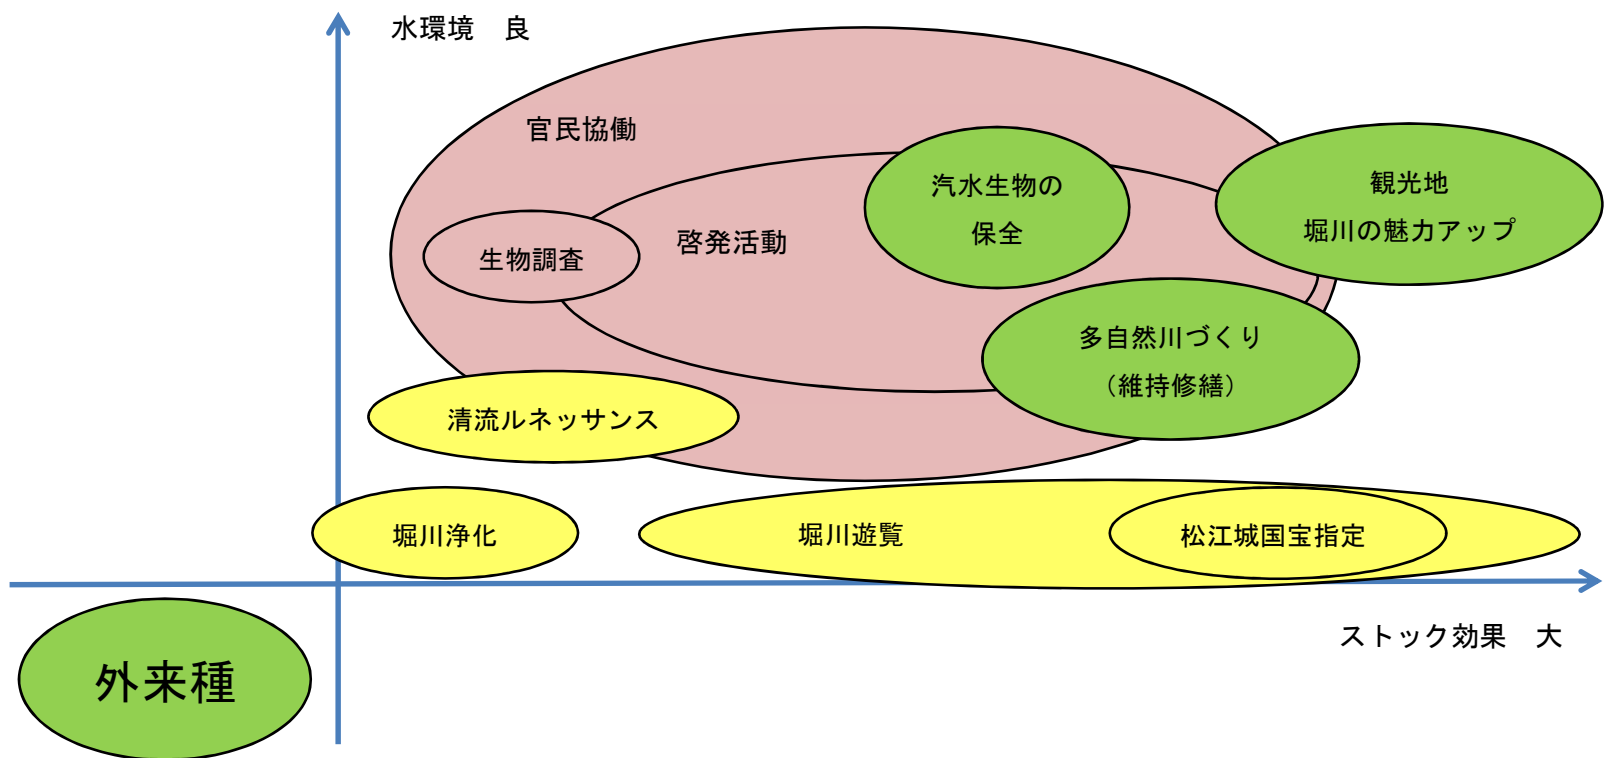 水環境　良
官民協働
汽水生物の
保全
観光地
堀川の魅力アップ
啓発活動
生物調査
多自然川づくり
（維持修繕）
清流ルネッサンス
堀川浄化
堀川遊覧
松江城国宝指定
ストック効果　大
外来種